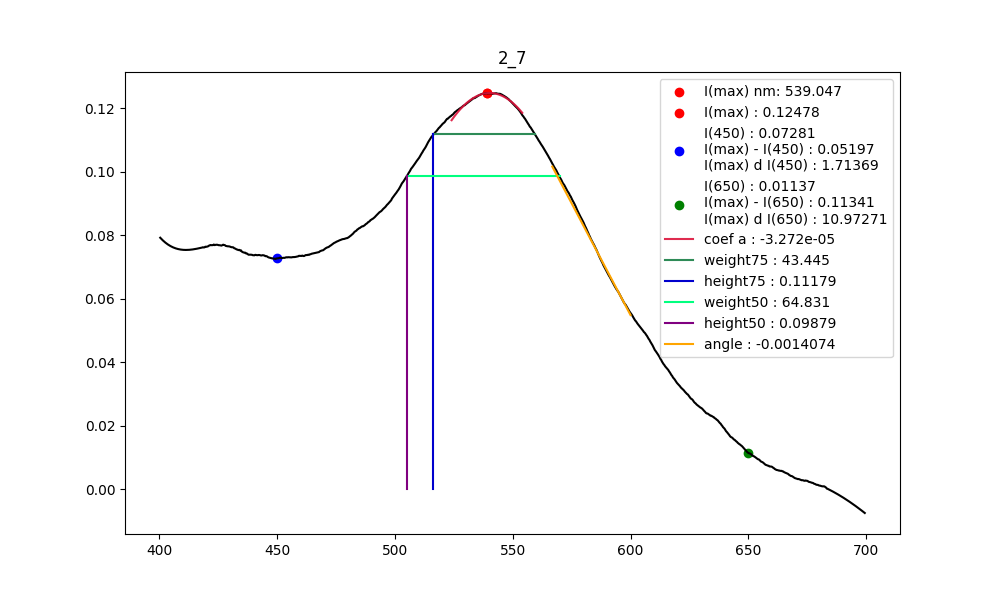 2_7
I(max) nm: 539.047
I(max) : 0.12478
I(450) : 0.07281
I(max) - I(450) : 0.05197
I(max) d I(450) : 1.71369
I(650) : 0.01137
I(max) - I(650) : 0.11341
I(max) d I(650) : 10.97271
coef a : -3.272e-05
weight75 : 43.445
height75 : 0.11179
weight50 : 64.831
height50 : 0.09879
angle : -0.0014074
0.12
0.10
0.08
0.06
0.04
0.02
0.00
400 450 500 550 600 650 700